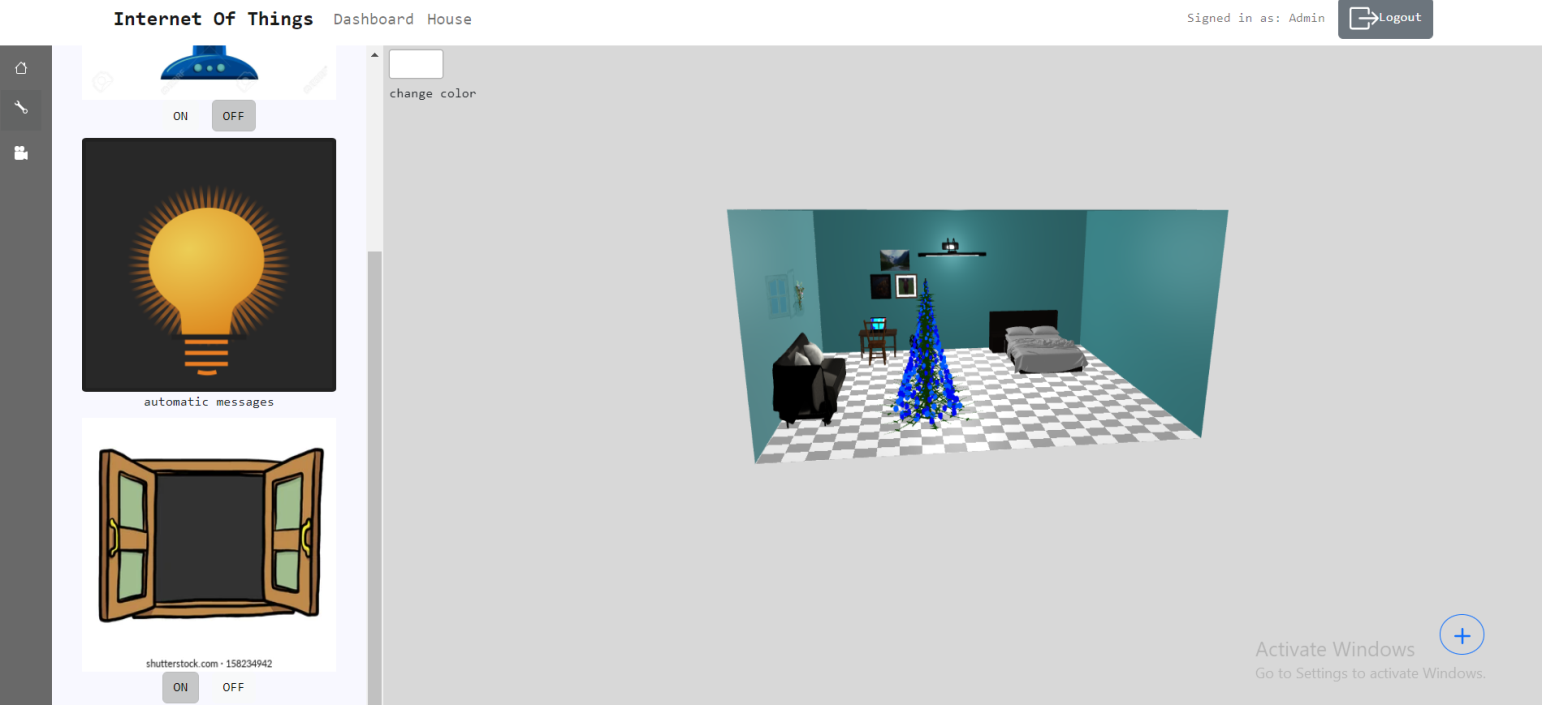 Internet Of Things Dashboard House Signed in as: Admin Logout
change color
ON OFF
automatic messages
shutterstock.com · 158234942
ON OFF
Activate Windows
Go to Settings to activate Windows.